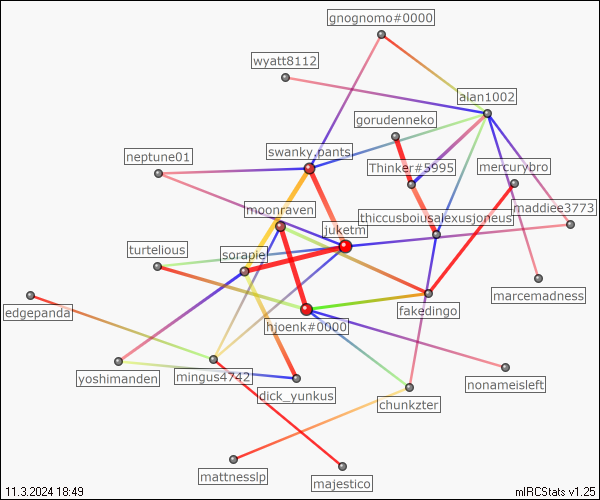 gnognomo#0000
wyatt8112
alan1002
gorudenneko
swanky.pants
neptune01
Thinker#5995
mercurybro
moonraven
maddiee3773
thiccusboiusalexusjoneus
juketm
turtelious
sorapiel
marcemadness
edgepanda
fakedingo
hjoenk#0000
yoshimanden
mingus4742
nonameisleft
dick_yunkus
chunkzter
mattnesslp
majestico
11.3.2024 18:49
mIRCStats v1.25